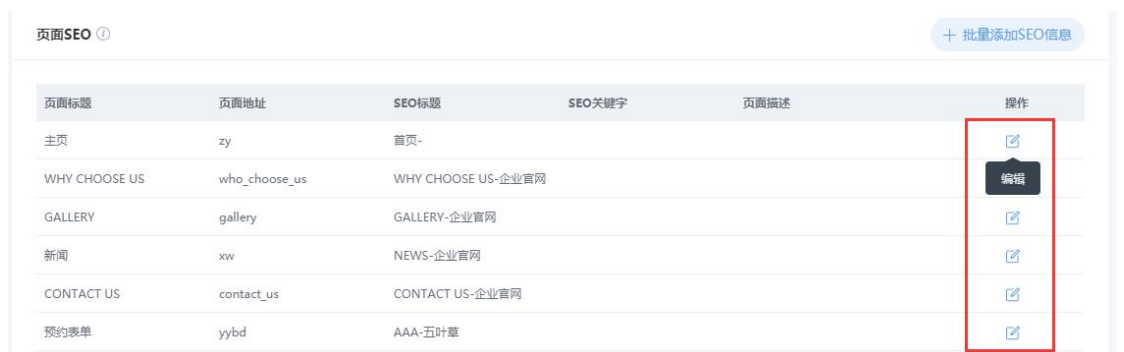 页面SEO
+ 批量添加SEO信息
页面标题 页面地址 SEO标题 SEO关键字 页面描述 操作
主页 zy 首页-
编辑
WHY CHOOSE US who_choose_us WHY CHOOSE US-企业官网
GALLERY gallery GALLERY-企业官网
新闻 xw NEWS-企业官网
CONTACT US contact_us CONTACT US-企业官网
预约表单 yybd AAA-五叶草